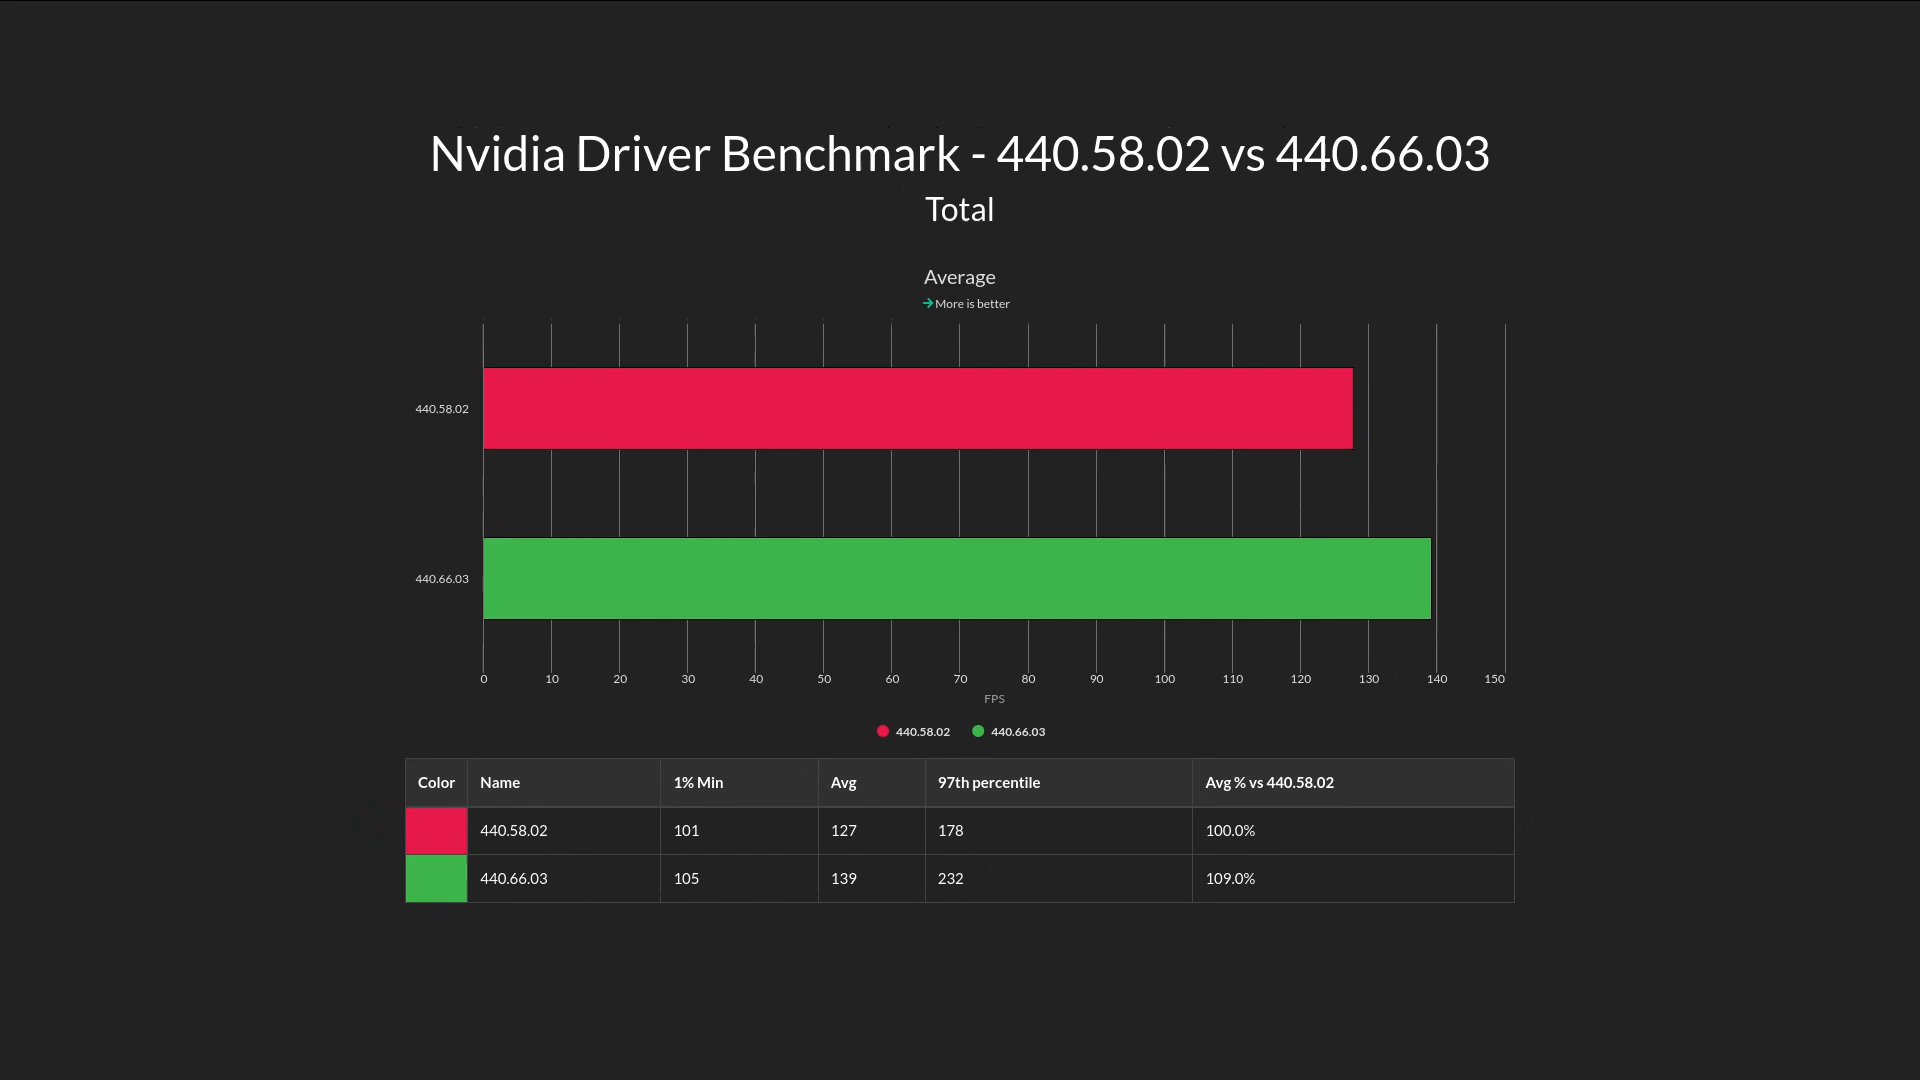 Nvidia Driver Benchmark - 440.58.02 vs 440.66.03
Total
Average
More is better
440.58.02
440.66.03
0 10 20 30 40 50 60 70 80 90 100 110 120 130 140 150
FPS
440.58.02 440.66.03
Color Name 1% Min Avg 97th percentile Avg % vs 440.58.02
440.58.02 101 127 178 100.0%
440.66.03 105 139 232 109.0%